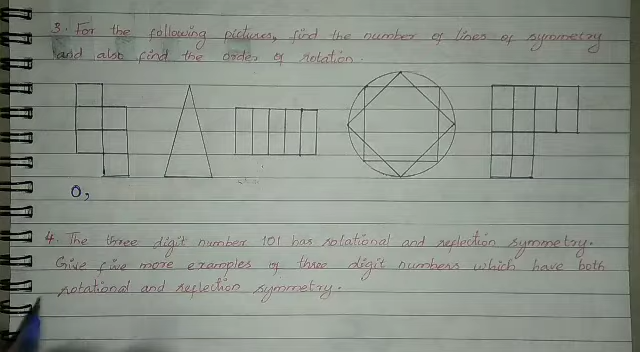 3. For the following pictures, find the number of lines of symmetry
and also find the order of rotation.
0,
4. The three digit number 101 has rotational and reflection symmetry.
Give five more examples of three digit numbers which have both
rotational and reflection symmetry.